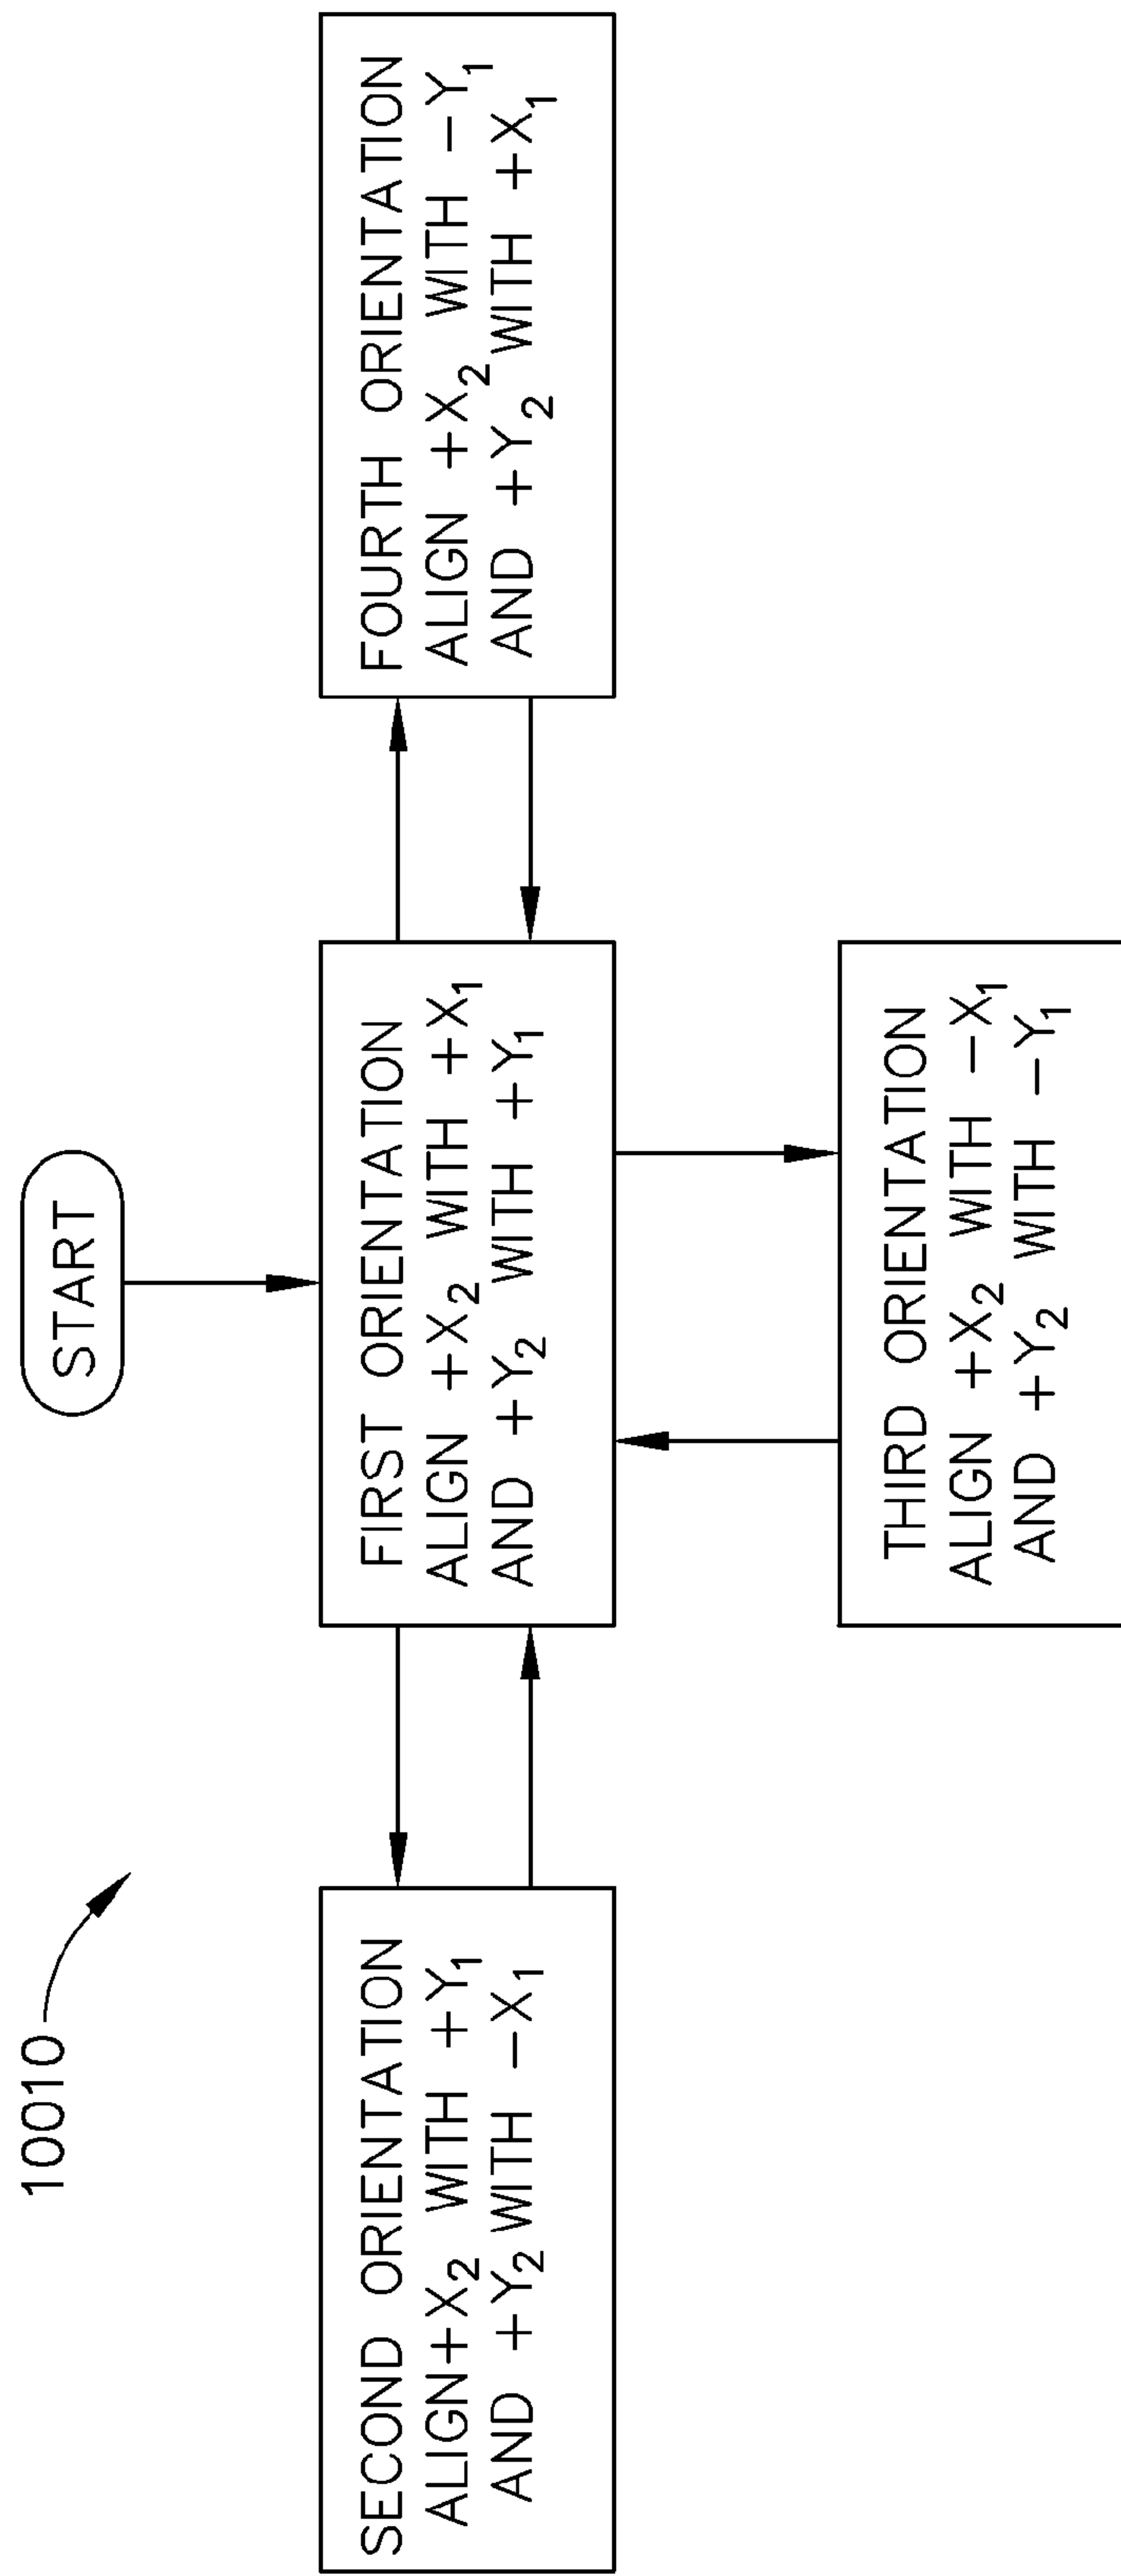 10010
START
SECOND ORIENTATION
ALIGN+X₂ WITH +Y₁
AND +Y₂ WITH -X₁
FIRST ORIENTATION
ALIGN +X₂ WITH +X₁
AND +Y₂ WITH +Y₁
FOURTH ORIENTATION
ALIGN +X₂ WITH -Y₁
AND +Y₂ WITH +X₁
THIRD ORIENTATION
ALIGN +X₂ WITH -X₁
AND +Y₂ WITH -Y₁